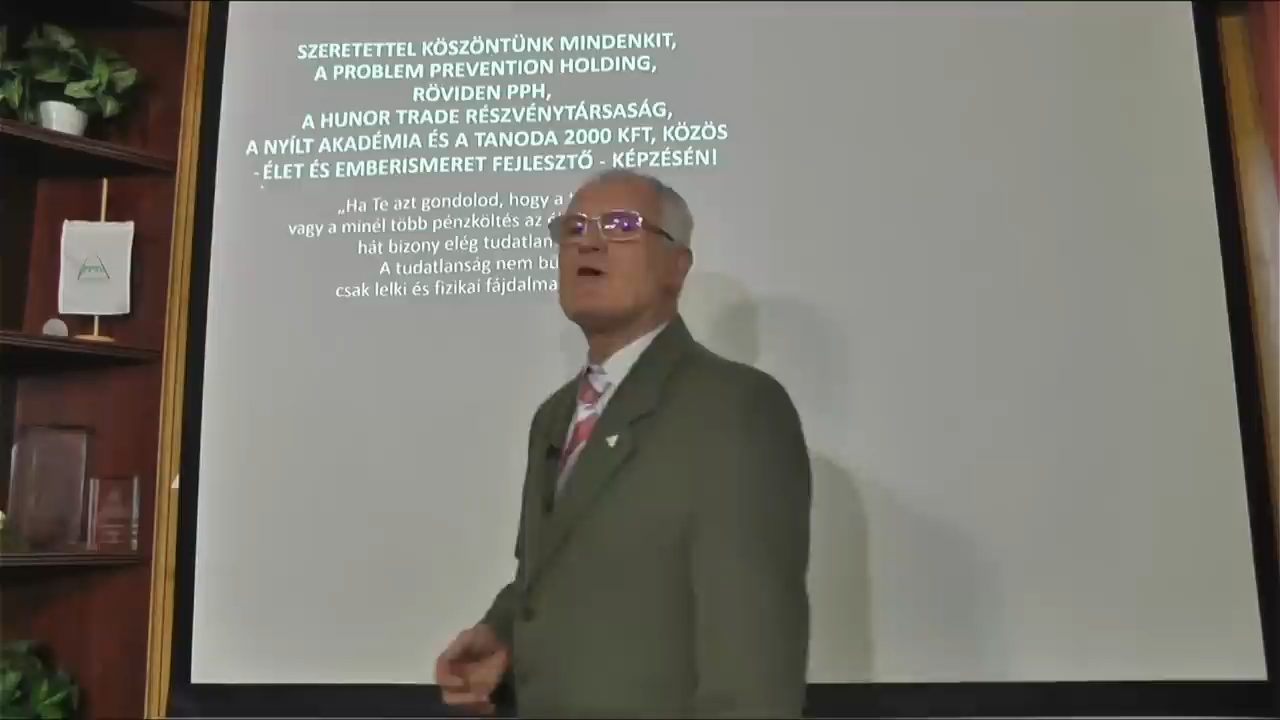 SZERETETTEL KÖSZÖNTÜNK MINDENKIT,
A PROBLEM PREVENTION HOLDING,
RÖVIDEN PPH,
A HUNOR TRADE RÉSZVÉNYTÁRSASÁG,
A NYÍLT AKADÉMIA ÉS A TANODA 2000 KFT, KÖZÖS
- ÉLET ÉS EMBERISMERET FEJLESZTŐ - KÉPZÉSÉN!
„Ha Te azt gondolod, hogy a
vagy a minél több pénzköltés az
hát bizony elég tudatlan
A tudatlanság nem
csak lelki és fizikai